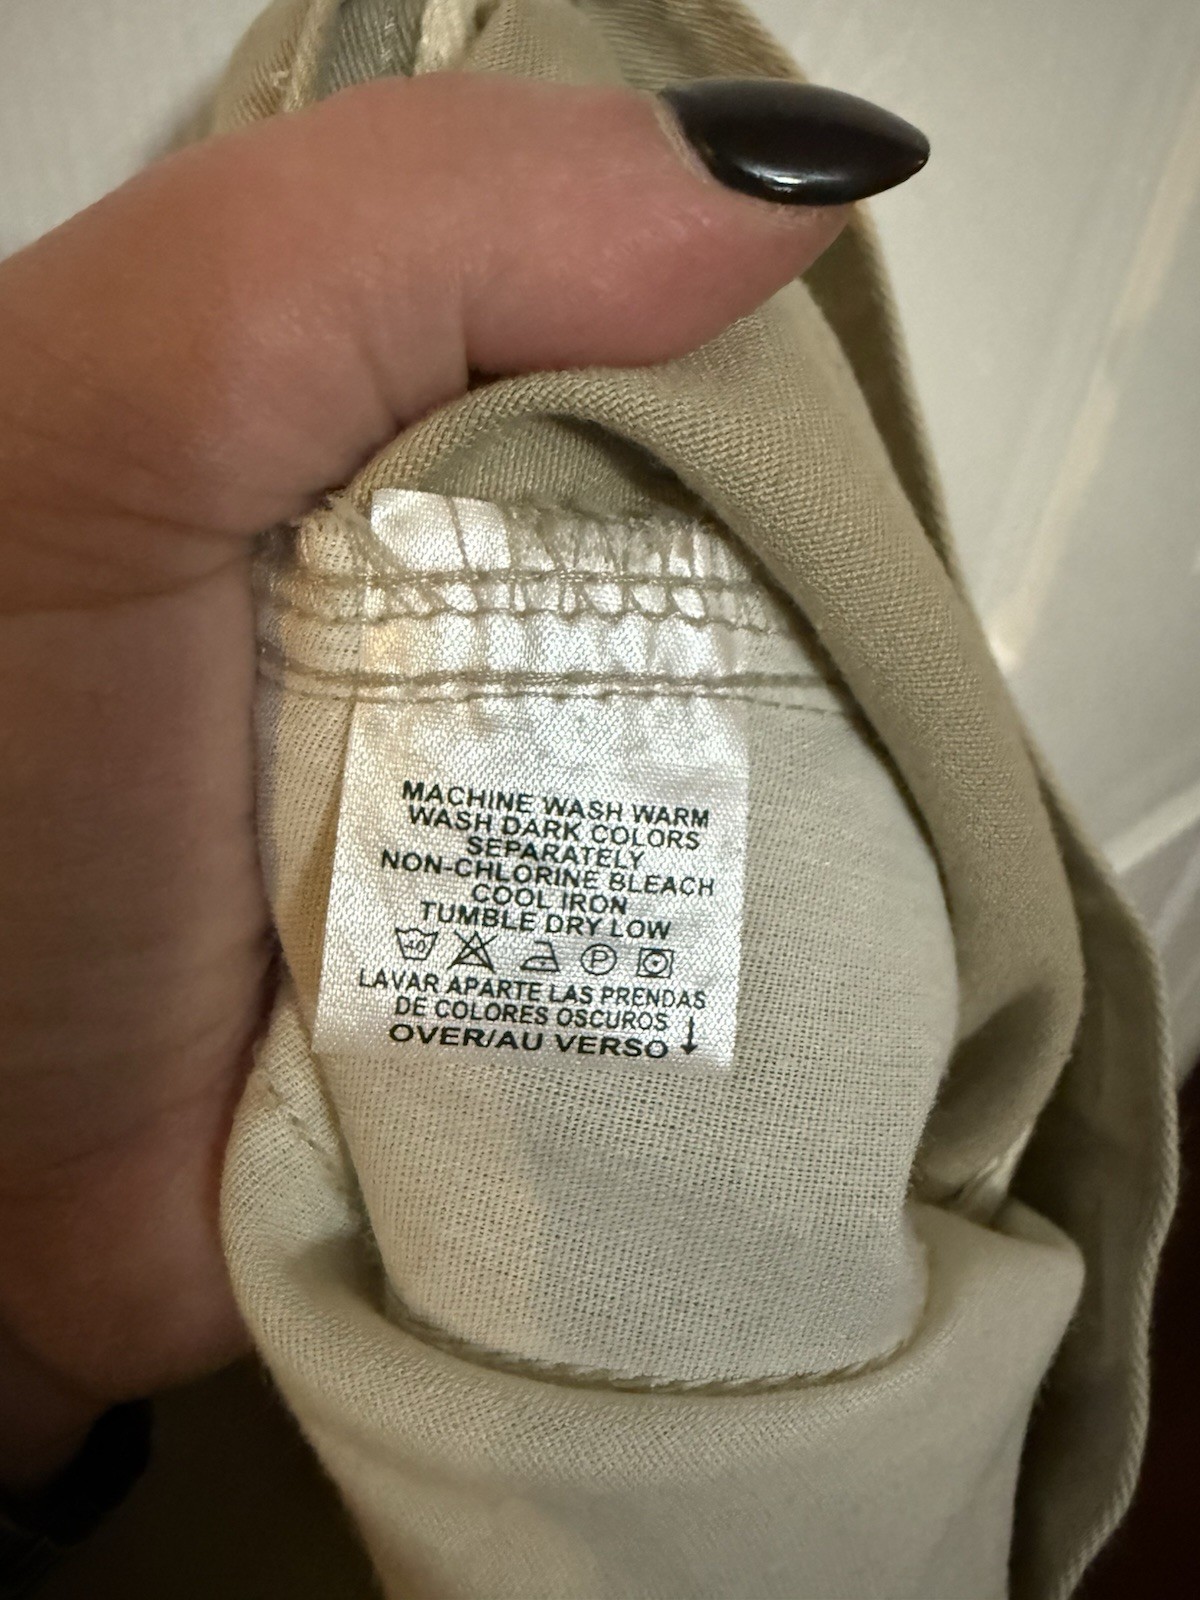 MACHINE WASH WARM
WASH DARK COLORS
SEPARATELY
NON-CHLORINE BLEACH
COOL IRON
TUMBLE DRY LOW
40 P
LAVAR APARTE LAS PRENDAS
DE COLORES OSCUROS
OVER/AU VERSO ↓